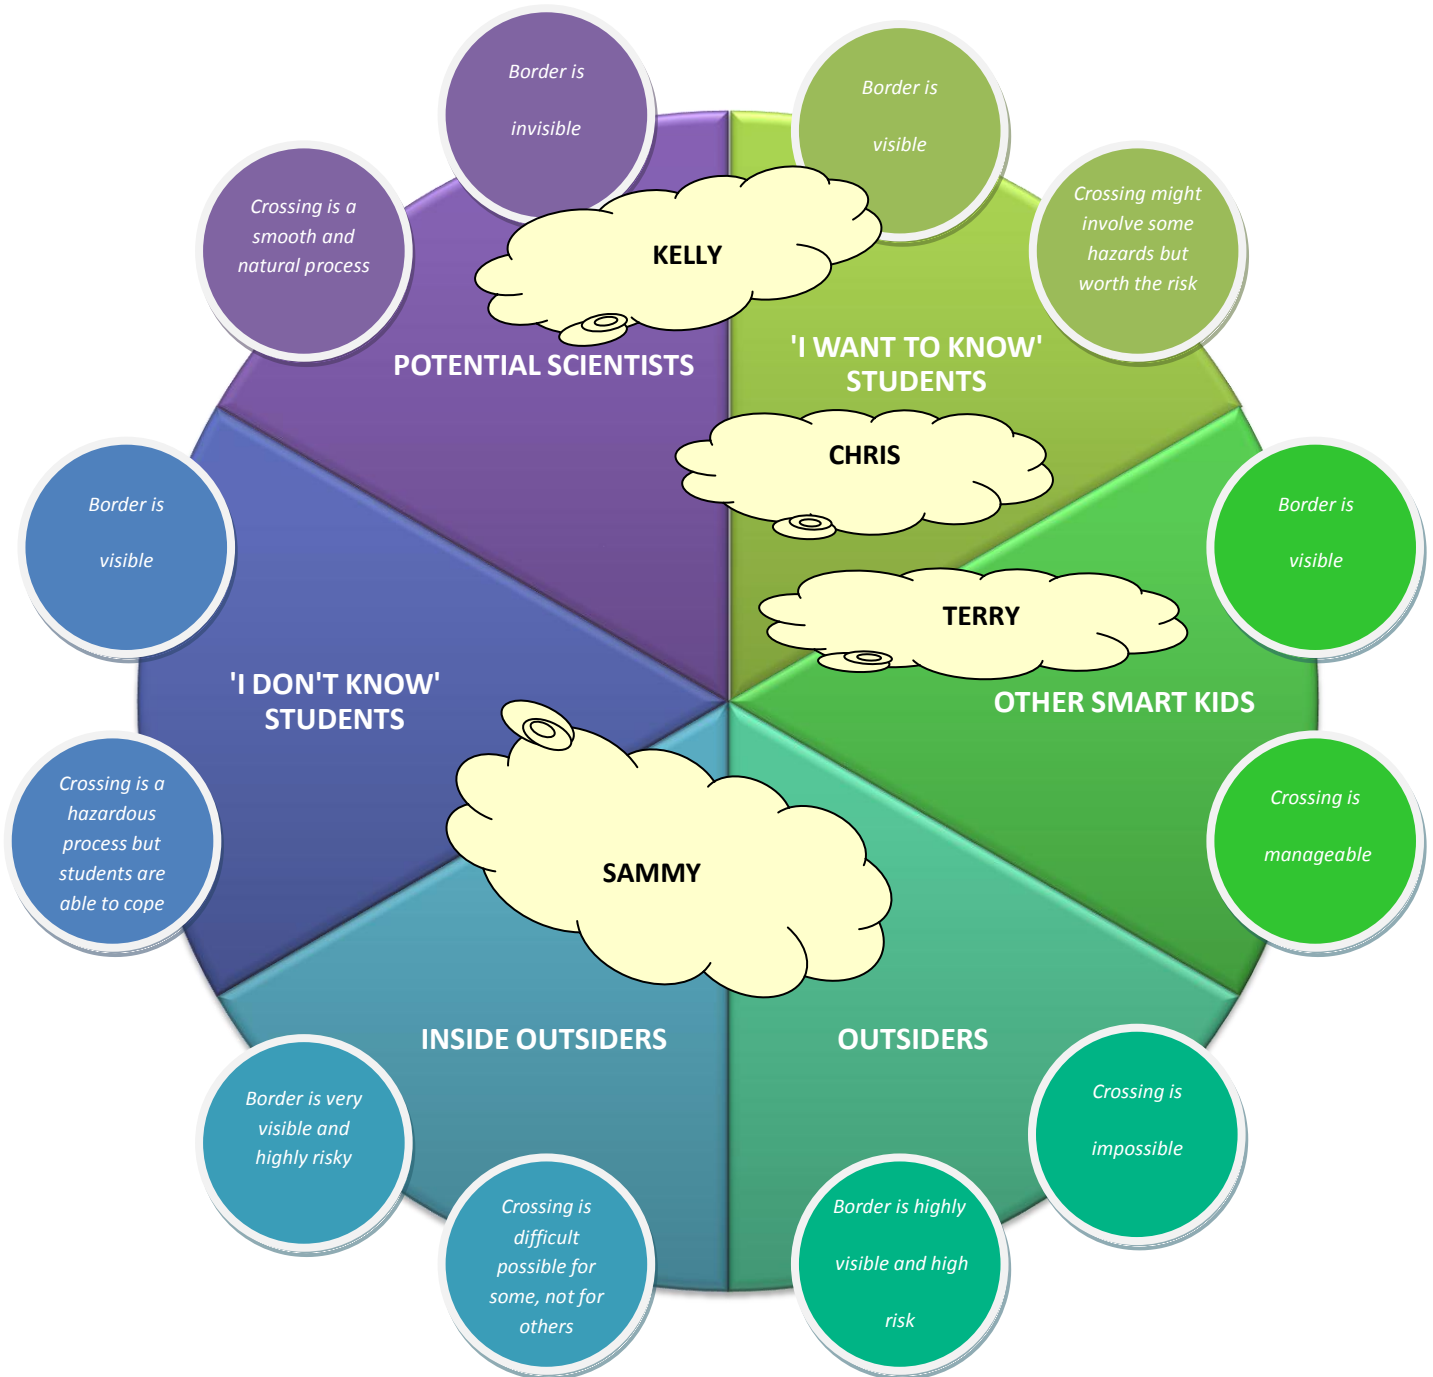 Border is
invisible
Border is
visible
Crossing is a
smooth and
natural process
Crossing might
involve some
hazards but
worth the risk
KELLY
POTENTIAL SCIENTISTS
'I WANT TO KNOW'
STUDENTS
CHRIS
Border is
visible
Border is
visible
TERRY
'I DON'T KNOW'
STUDENTS
OTHER SMART KIDS
Crossing is a
hazardous
process but
students are
able to cope
Crossing is
manageable
SAMMY
INSIDE OUTSIDERS
OUTSIDERS
Border is very
visible and
highly risky
Crossing is
impossible
Crossing is
difficult
possible for
some, not for
others
Border is highly
visible and high
risk